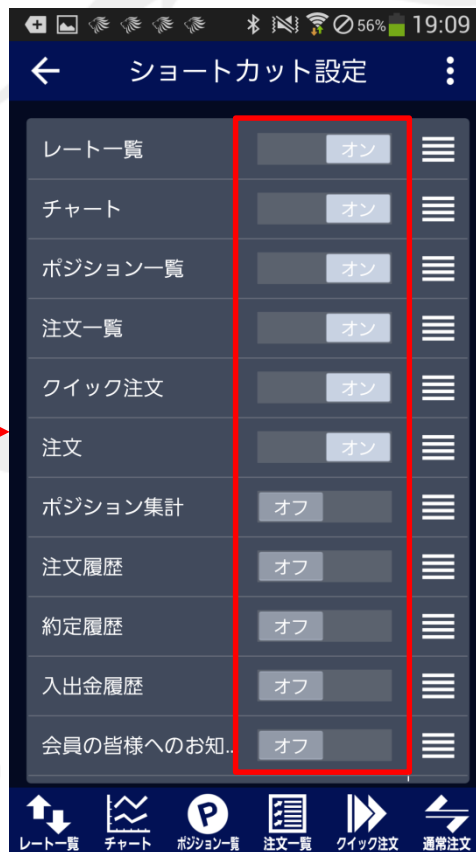 56% 19:09
ショートカット設定
レート一覧 オン
チャート オン
ポジション一覧 オン
注文一覧 オン
クイック注文 オン
注文 オン
ポジション集計 オフ
注文履歴 オフ
約定履歴 オフ
入出金履歴 オフ
会員の皆様へのお知.. オフ
レート一覧 チャート ポジション一覧 注文一覧 クイック注文 通常注文